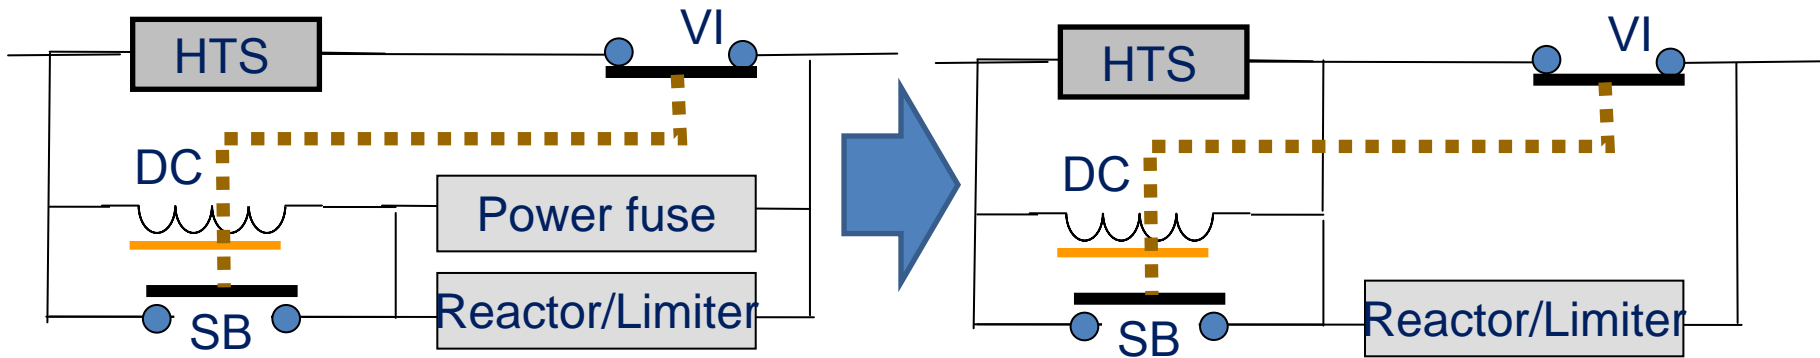 HTS
VI
DC
Power fuse
Reactor/Limiter
SB
HTS
VI
DC
Reactor/Limiter
SB